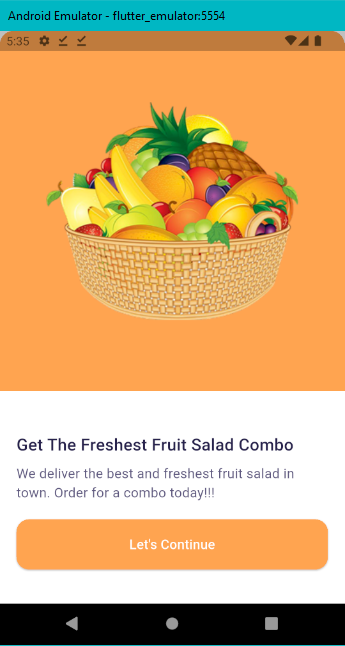 Android Emulator - flutter_emulator:5554
5:35
Get The Freshest Fruit Salad Combo
We deliver the best and freshest fruit salad in
town. Order for a combo today!!!
Let's Continue